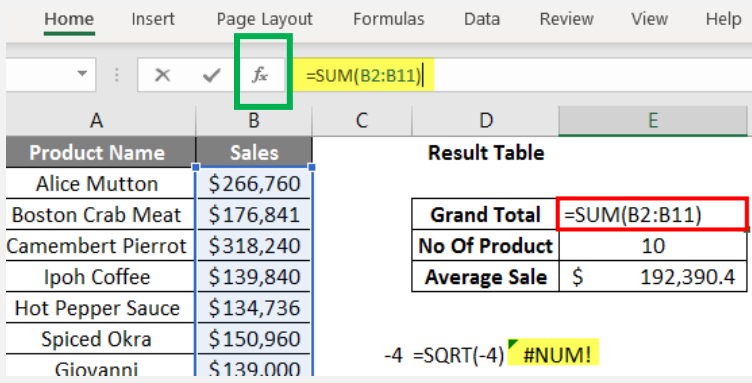 Home Insert Page Layout Formulas Data Review View Help
fx =SUM(B2:B11)
A B C D E
Product Name Sales Result Table
Alice Mutton $266,760
Boston Crab Meat $176,841 Grand Total =SUM(B2:B11)
Camembert Pierrot $318,240 No Of Product 10
Ipoh Coffee $139,840 Average Sale $ 192,390.4
Hot Pepper Sauce $134,736
Spiced Okra $150,960
Giovanni $139,000 -4 =SQRT(-4) #NUM!